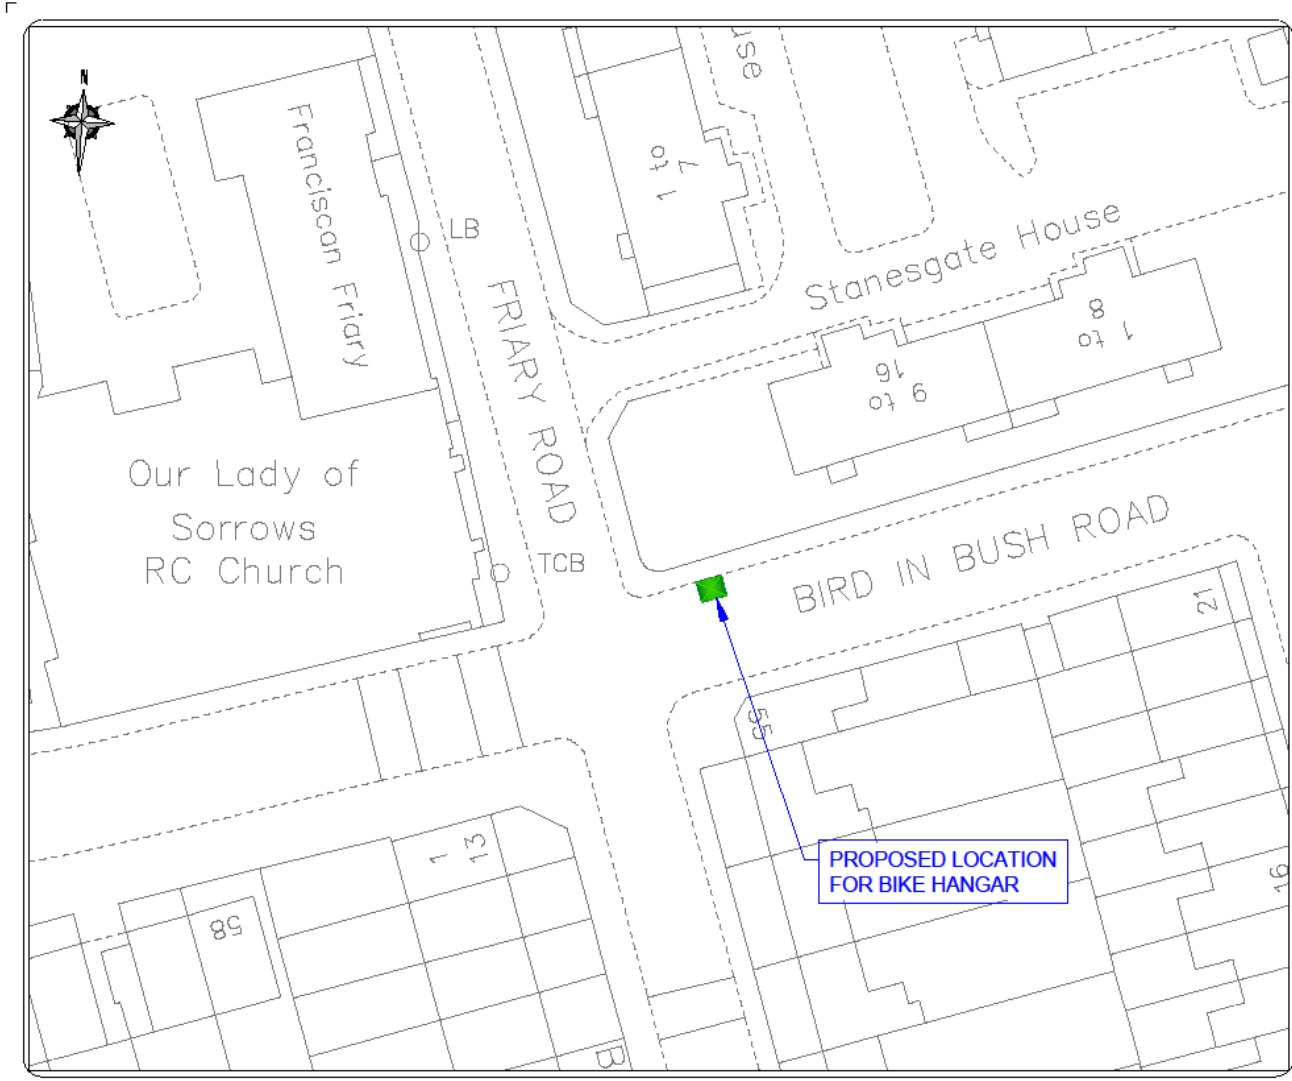 N
use
Franciscan Friary
1 to 7
LB
Stanesgate House
FRIARY ROAD
1 to 8
9 to 16
Our Lady of
Sorrows
RC Church
TCB
BIRD IN BUSH ROAD
21
55
PROPOSED LOCATION
FOR BIKE HANGAR
1
13
16
58
B